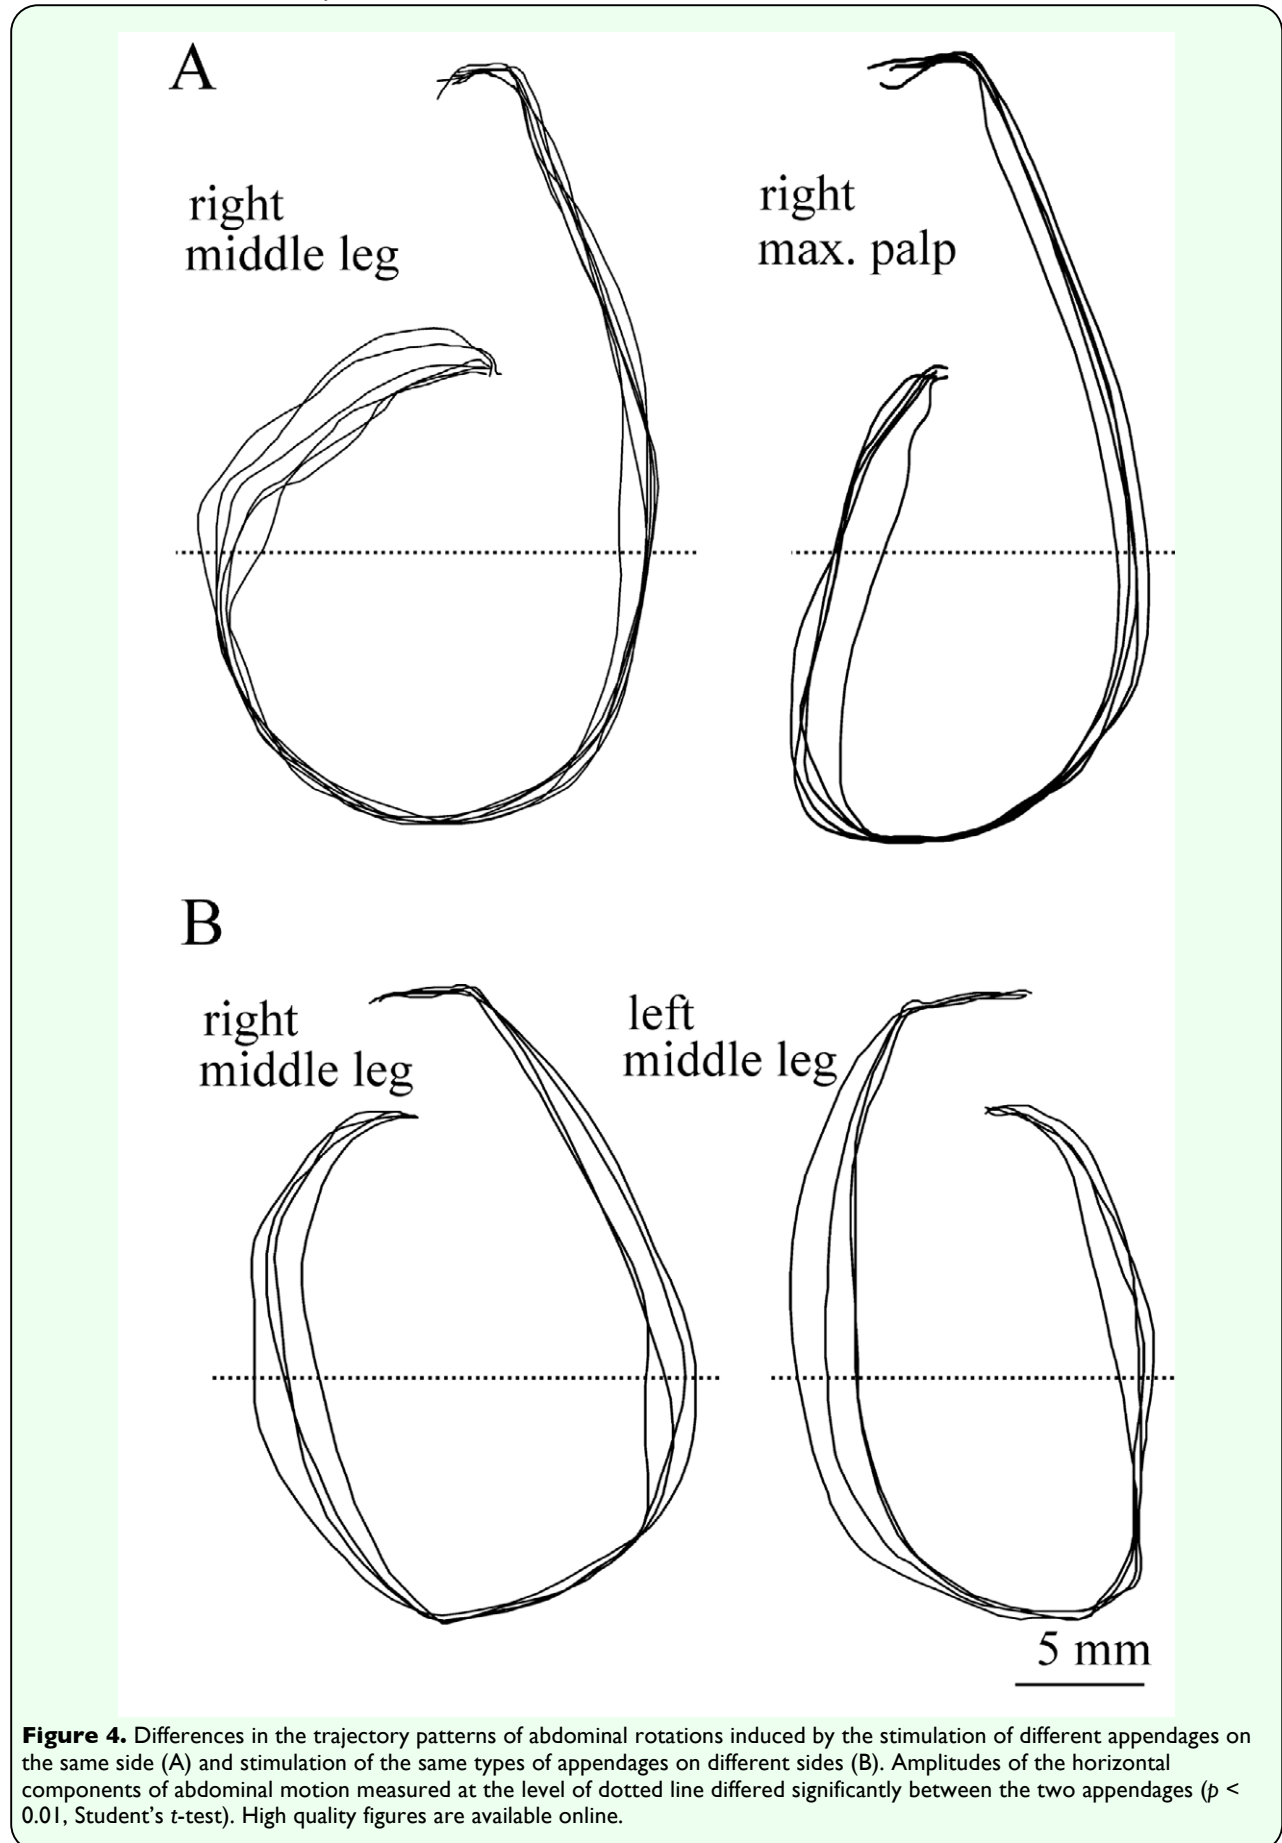 A
right
middle leg
right
max. palp
B
right
middle leg
left
middle leg
5 mm
Figure 4. Differences in the trajectory patterns of abdominal rotations induced by the stimulation of different appendages on
the same side (A) and stimulation of the same types of appendages on different sides (B). Amplitudes of the horizontal
components of abdominal motion measured at the level of dotted line differed significantly between the two appendages (p <
0.01, Student's t-test). High quality figures are available online.